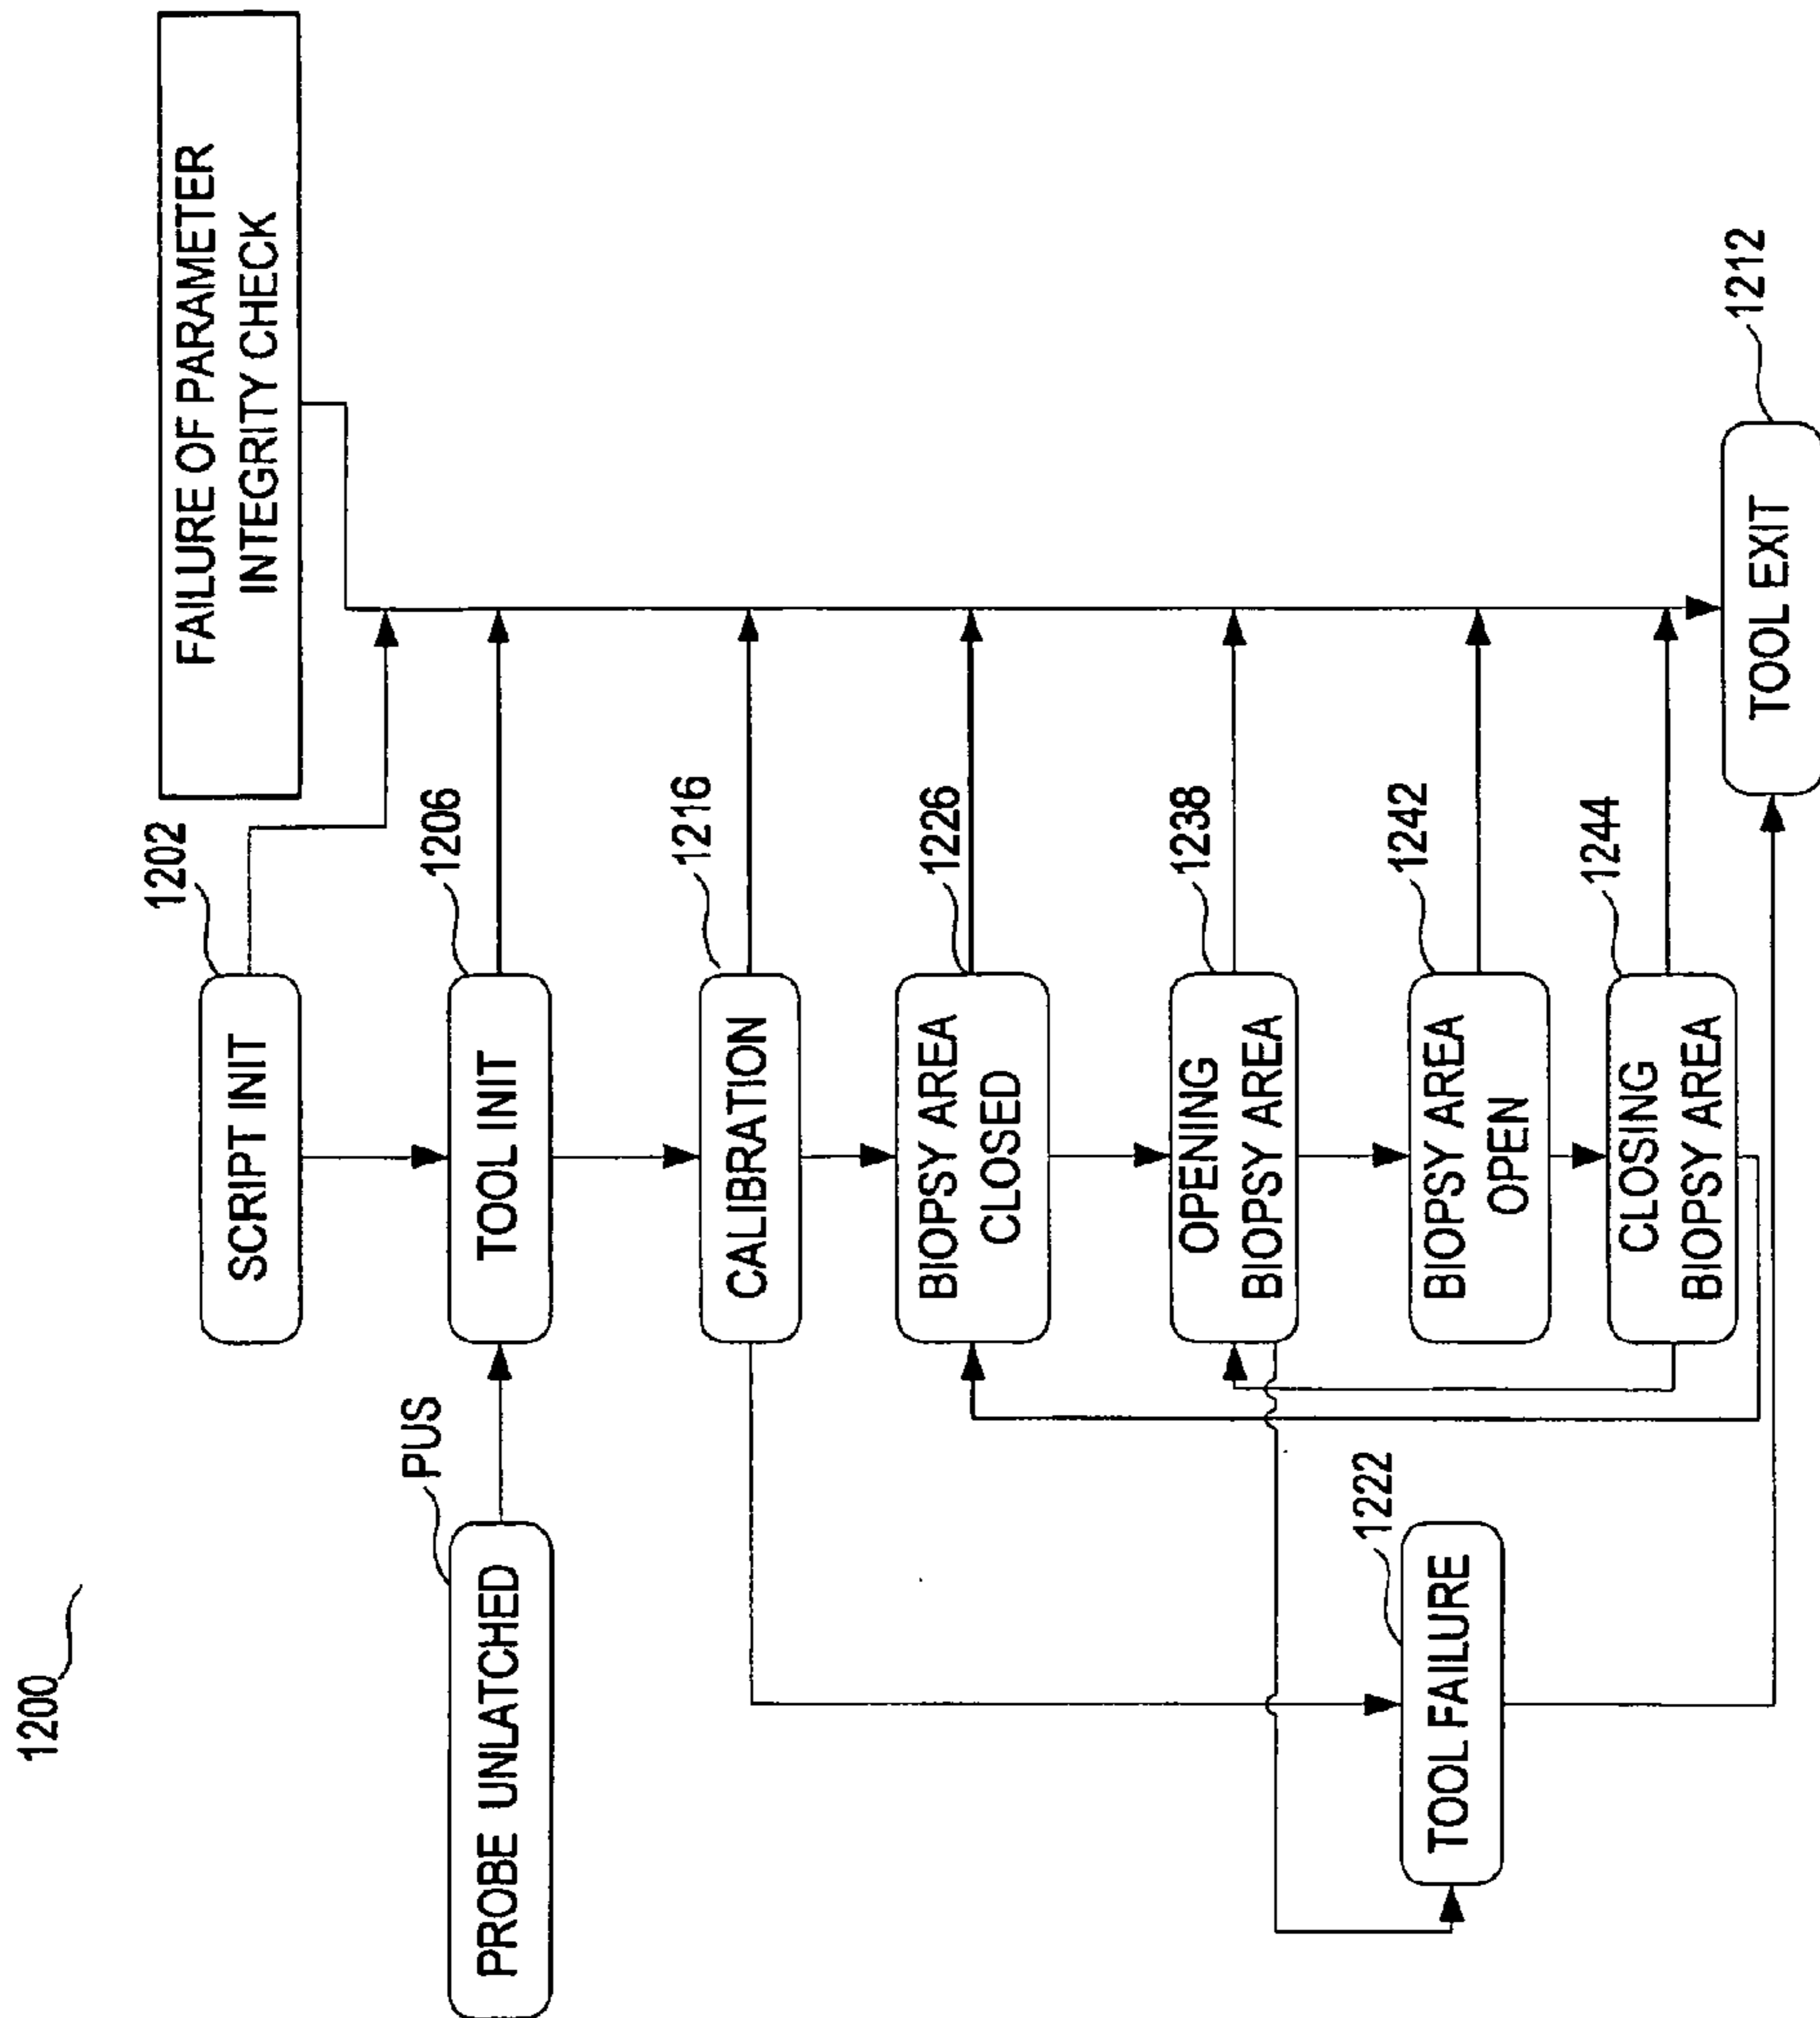 1200
FAILURE OF PARAMETER
INTEGRITY CHECK
1202
SCRIPT INIT
PUS
PROBE UNLATCHED
1206
TOOL INIT
1216
CALIBRATION
1226
BIOPSY AREA
CLOSED
1238
OPENING
BIOPSY AREA
1222
TOOL FAILURE
1242
BIOPSY AREA
OPEN
1244
CLOSING
BIOPSY AREA
1212
TOOL EXIT